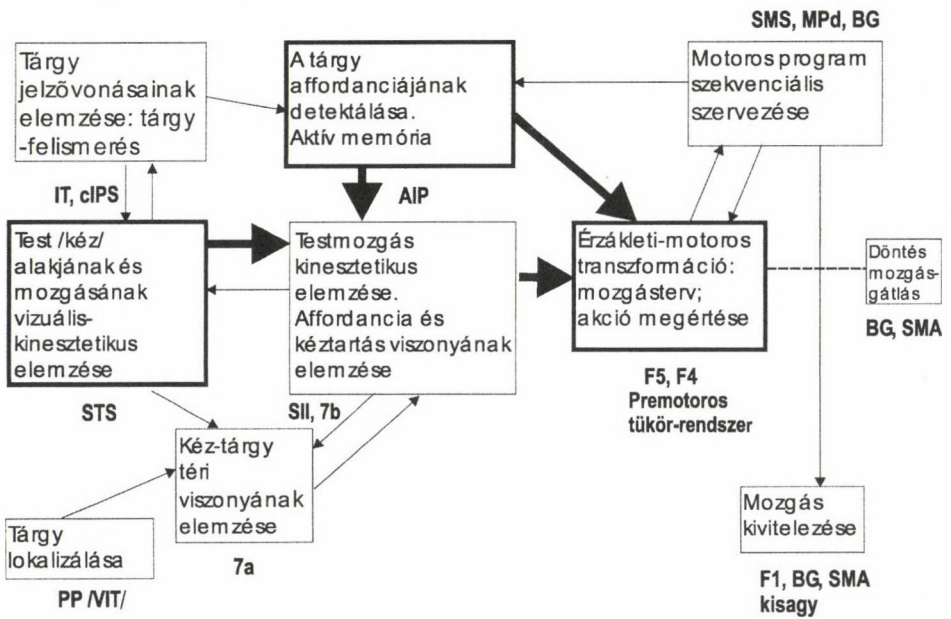 SMS, MPd, BG
Tárgy
jelzõvonásainak
elemzése: tárgy
-felismerés
A tárgy
affordanciájának
detektálása.
Aktív memória
Motoros program
szekvenciális
szervezése
IT, cIPS
AIP
Test /kéz/
alakjának és
mozgásának
vizuális-
kinesztetikus
elemzése
Testmozgás
kinesztetikus
elemzése.
Affordancia és
kéztartás viszonyának
elemzése
Érzákleti-motoros
transzformáció:
mozgásterv;
akció megértése
Döntés
mozgás-
gátlás
BG, SMA
STS
SII, 7b
F5, F4
Premotoros
tükör-rendszer
Kéz-tárgy
téri
viszonyának
elemzése
Tárgy
lokalizálása
7a
PP /VIT/
Mozgás
kivitelezése
F1, BG, SMA
kisagy